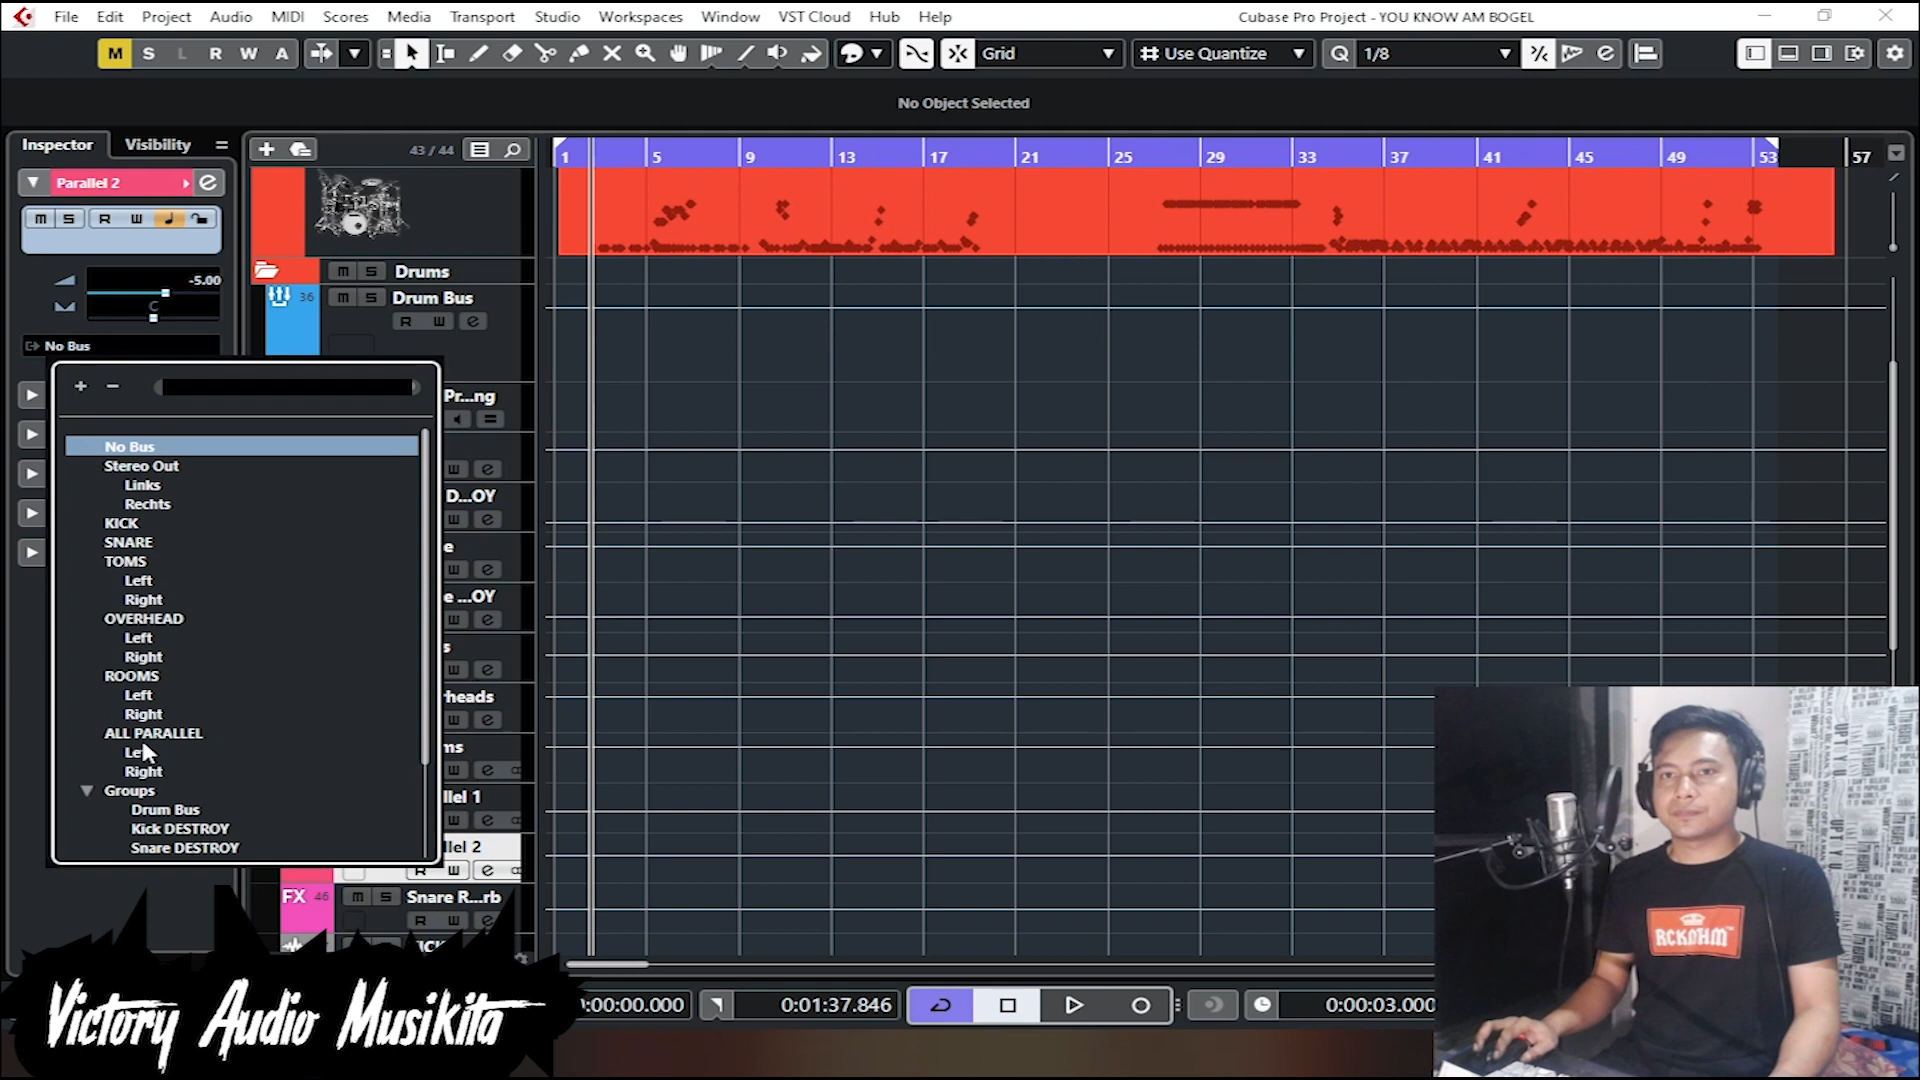 File Edit Project Audio MIDI Scores Media Transport Studio Workspaces Window VST Cloud Hub Help
Cubase Pro Project - YOU KNOW AM BOGEL
M S L R W A
Grid
Use Quantize
Q 1/8
No Object Selected
Inspector
Visibility
43 / 44
1 5 9 13 17 21 25 29 33 37 41 45 49 53 57
Parallel 2
M S R W
-5.00
C
No Bus
M S Drums
36 M S Drum Bus
R W e
No Bus
Stereo Out
Links
Rechts
KICK
SNARE
TOMS
Left
Right
OVERHEAD
Left
Right
ROOMS
Left
Right
ALL PARALLEL
Right
Groups
Drum Bus
Kick DESTROY
Snare DESTROY
Pr...ng
D...OY
e
e ...OY
s
heads
ms
llel 1
llel 2
R W e
FX 46 M S Snare R...rb
R W e
:00:00.000
0:01:37.846
0:00:03.000
RCKNHM
Victory Audio Musikita